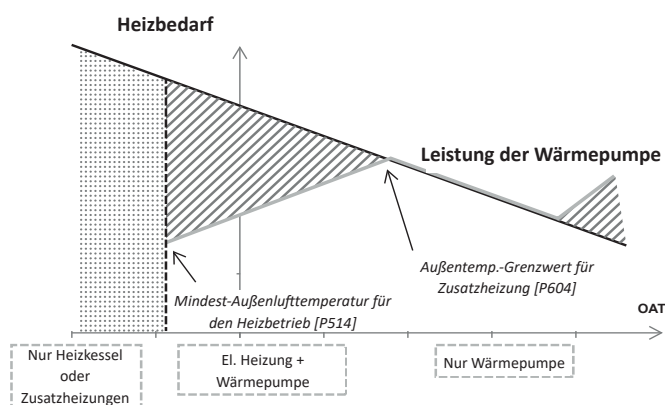 Heizbedarf
Leistung der Wärmepumpe
Außentemp.-Grenzwert für
Zusatzheizung [P604]
Mindest-Außenlufttemperatur für
den Heizbetrieb [P514]
OAT
Nur Heizkessel
oder
Zusatzheizungen
El. Heizung +
Wärmepumpe
Nur Wärmepumpe